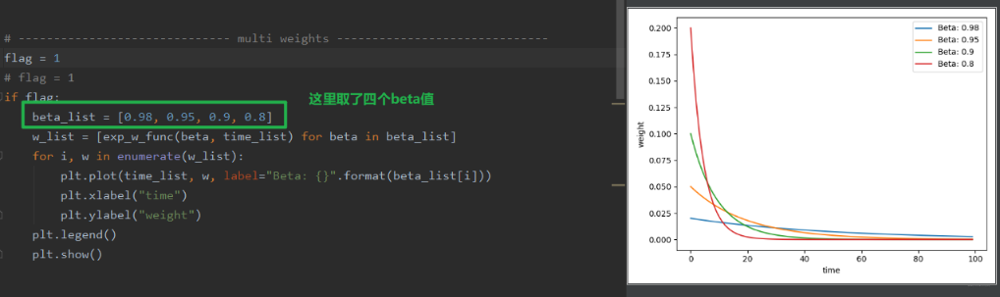 # ------------------------------ multi weights -----------------------------
flag = 1
# flag = 1
if flag:
beta_list = [0.98, 0.95, 0.9, 0.8]
这里取了四个beta值
w_list = [exp_w_func(beta, time_list) for beta in beta_list]
for i, w in enumerate(w_list):
plt.plot(time_list, w, label="Beta: {}".format(beta_list[i]))
plt.xlabel("time")
plt.ylabel("weight")
plt.legend()
plt.show()
Beta: 0.98
Beta: 0.95
Beta: 0.9
Beta: 0.8
0.200
0.175
0.150
0.125
0.100
0.075
0.050
0.025
0.000
weight
0 20 40 60 80 100
time